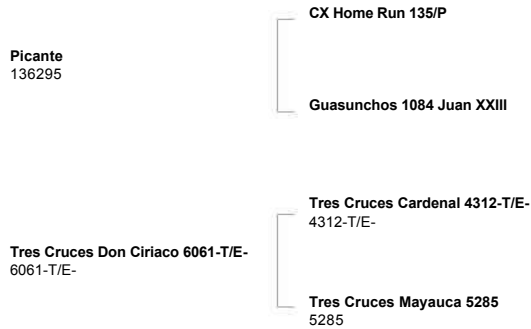 CX Home Run 135/P
Picante
136295
Guasunchos 1084 Juan XXIII
Tres Cruces Cardenal 4312-T/E-
4312-T/E-
Tres Cruces Don Ciriaco 6061-T/E-
6061-T/E-
Tres Cruces Mayauca 5285
5285